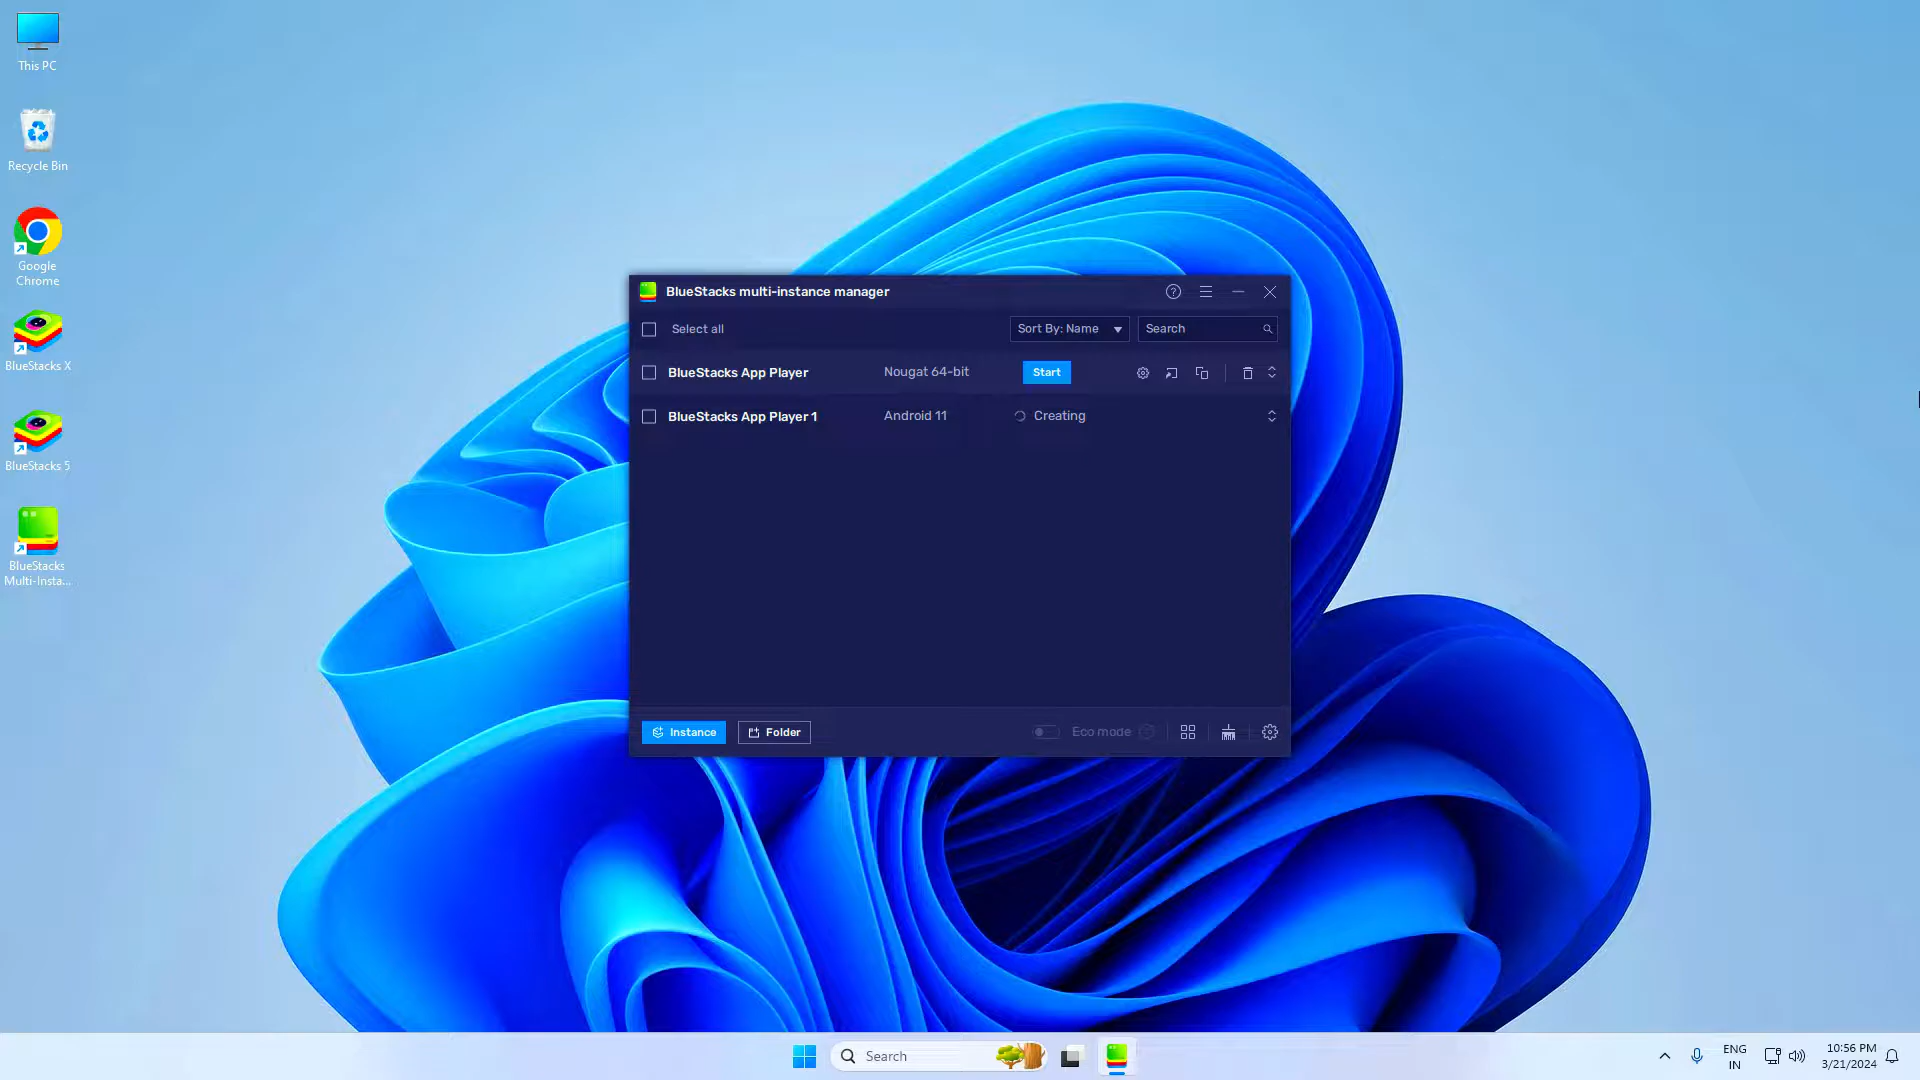 This PC
Recycle Bin
Google
Chrome
BlueStacks X
BlueStacks 5
BlueStacks
Multi-Insta...
BlueStacks multi-instance manager
Select all
Sort By: Name
Search
BlueStacks App Player
Nougat 64-bit
Start
BlueStacks App Player 1
Android 11
Creating
Instance
Folder
Eco mode
Search
ENG
IN
10:56 PM
3/21/2024